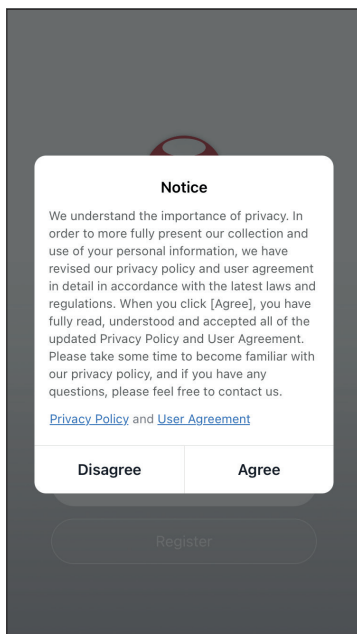 Notice
We understand the importance of privacy. In
order to more fully present our collection and
use of your personal information, we have
revised our privacy policy and user agreement
in detail in accordance with the latest laws and
regulations. When you click [Agree], you have
fully read, understood and accepted all of the
updated Privacy Policy and User Agreement.
Please take some time to become familiar with
our privacy policy, and if you have any
questions, please feel free to contact us.
Privacy Policy and User Agreement
Disagree Agree
Register